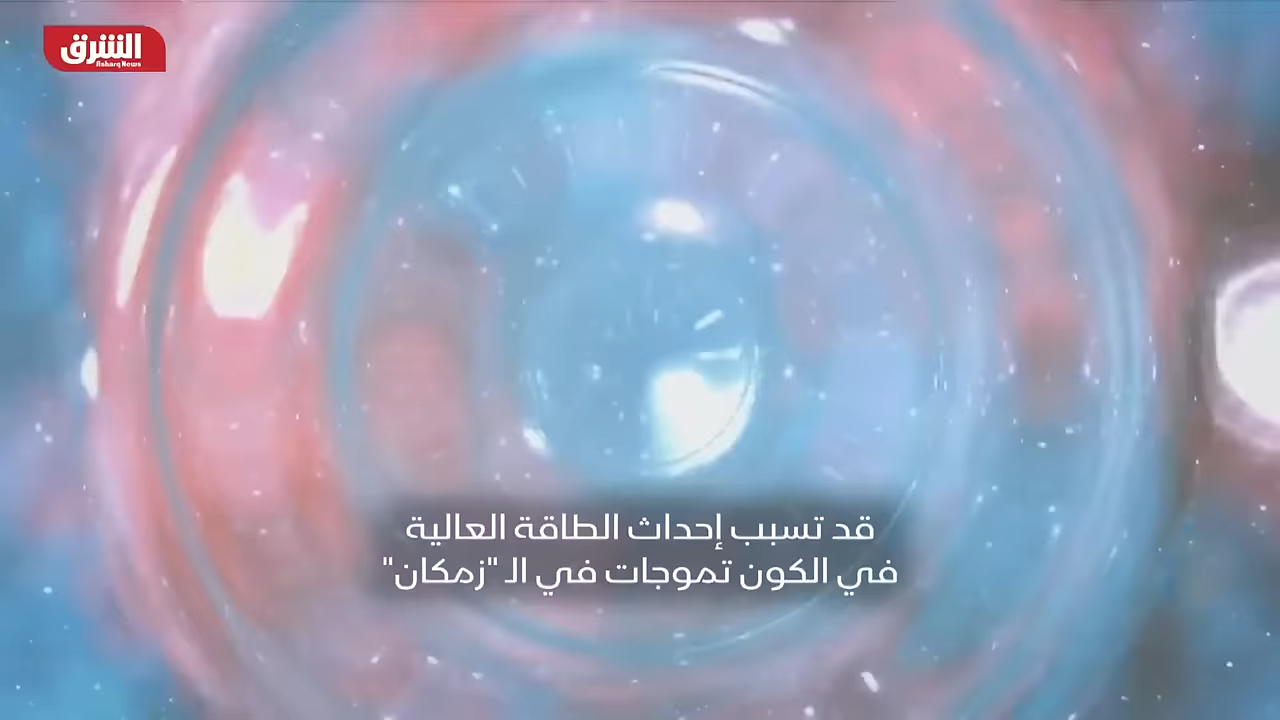 الشرق
Asharq News
قد تسبب إحداث الطاقة العالية
في الكون تموجات في الـ "زمكان"